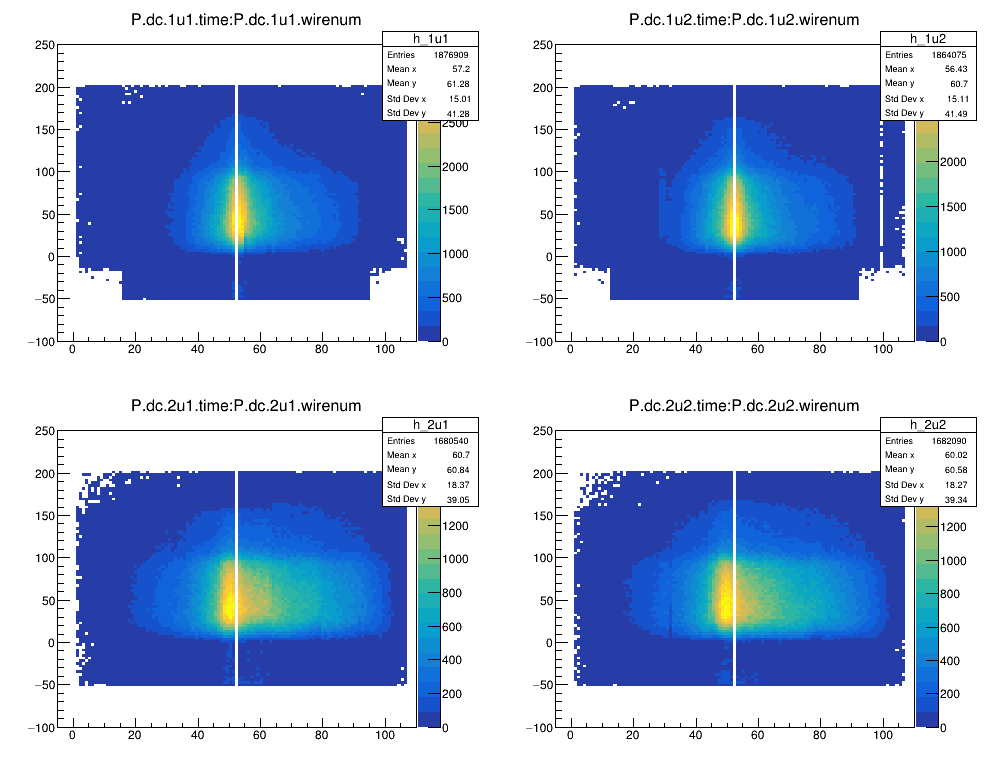 P.dc.1u1.time:P.dc.1u1.wirenum
h_1u1
Entries 1876909
Mean x 57.2
Mean y 61.28
Std Dev x 15.01
Std Dev y 41.28
250
200
150
100
50
0
−50
−100
0 20 40 60 80 100
2500
2000
1500
1000
500
0
P.dc.1u2.time:P.dc.1u2.wirenum
h_1u2
Entries 1864075
Mean x 56.43
Mean y 60.7
Std Dev x 15.11
Std Dev y 41.49
250
200
150
100
50
0
−50
−100
0 20 40 60 80 100
2000
1500
1000
500
0
P.dc.2u1.time:P.dc.2u1.wirenum
h_2u1
Entries 1680540
Mean x 60.7
Mean y 60.84
Std Dev x 18.37
Std Dev y 39.05
250
200
150
100
50
0
−50
−100
0 20 40 60 80 100
1200
1000
800
600
400
200
0
P.dc.2u2.time:P.dc.2u2.wirenum
h_2u2
Entries 1682090
Mean x 60.02
Mean y 60.58
Std Dev x 18.27
Std Dev y 39.34
250
200
150
100
50
0
−50
−100
0 20 40 60 80 100
1200
1000
800
600
400
200
0